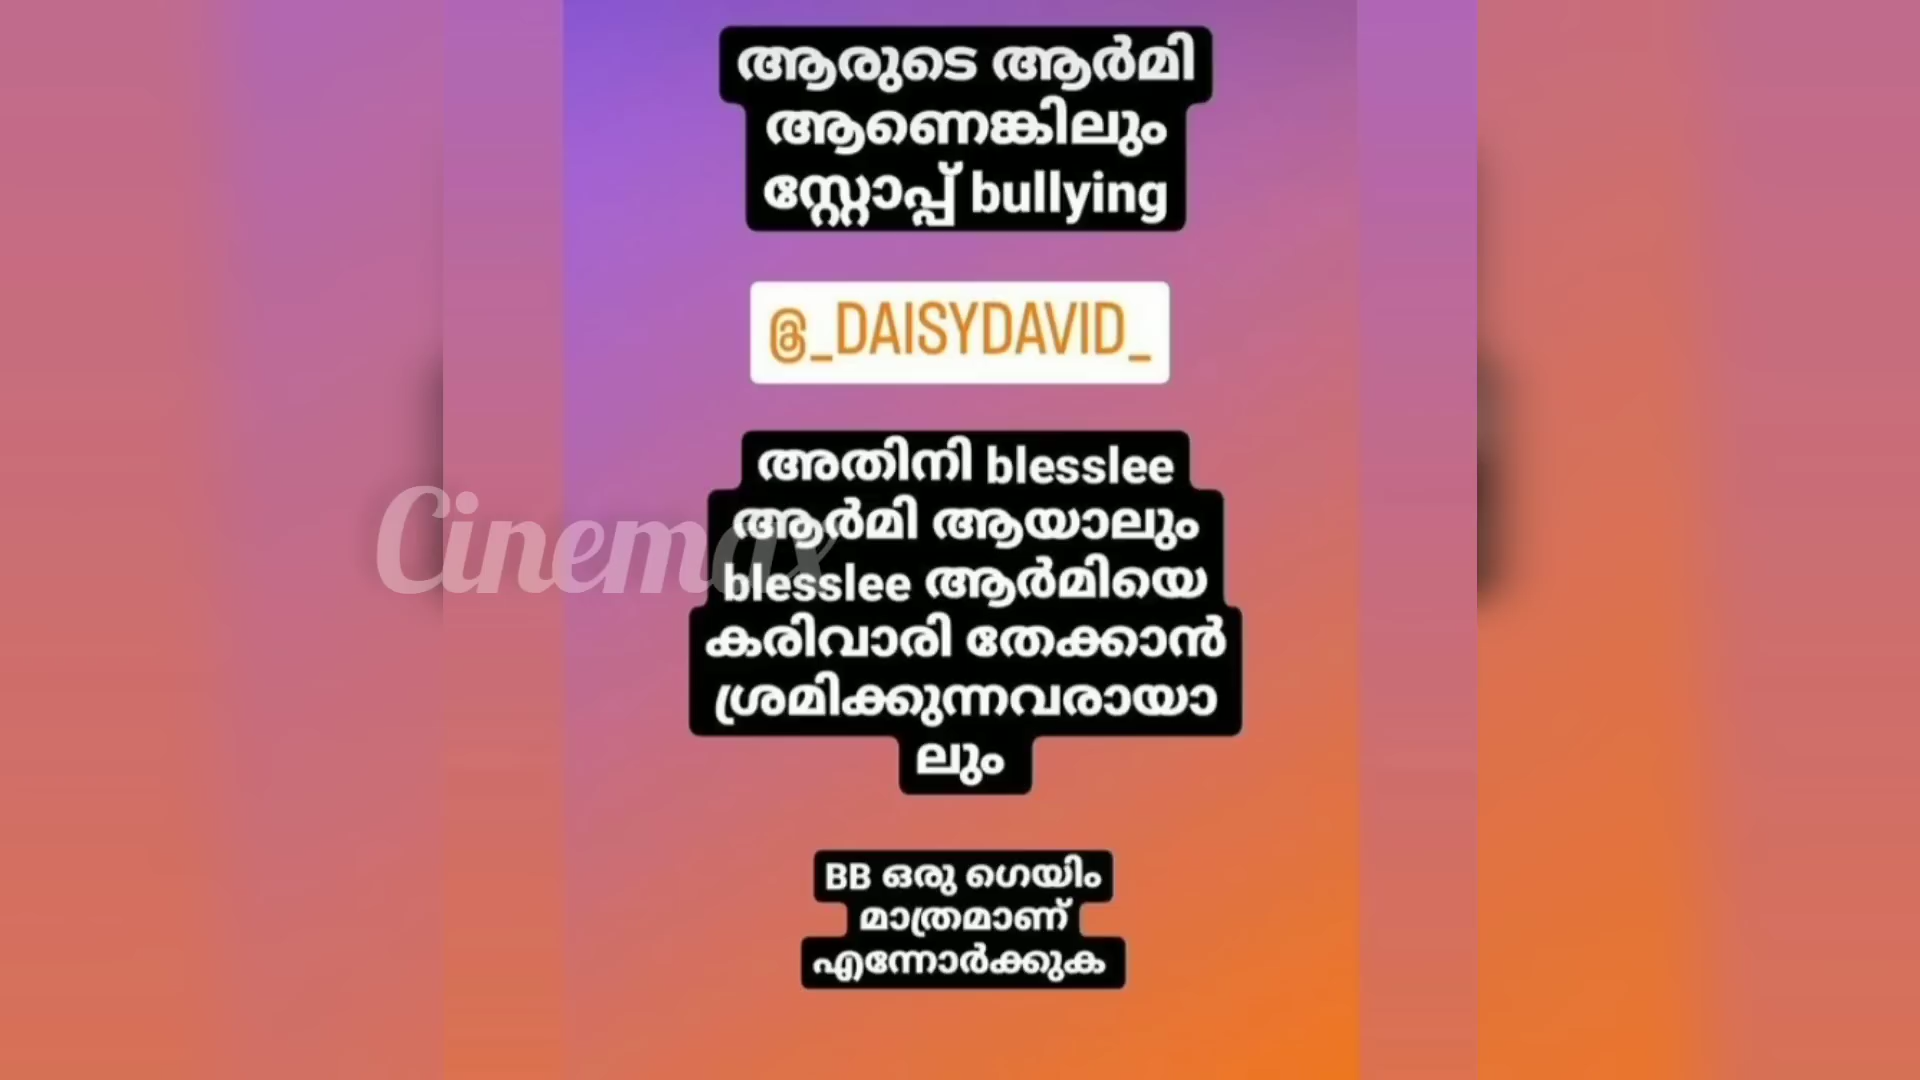 ആരുടെ ആർമി
ആണെങ്കിലും
സ്റ്റോപ്പ് bullying
@_DAISYDAVID_
അതിനി blesslee
ആർമി ആയാലും
blesslee ആർമിയെ
കരിവാരി തേക്കാൻ
ശ്രമിക്കുന്നവരായാ
ലും
Cinemax
BB ഒരു ഗെയിം
മാത്രമാണ്
എന്നോർക്കുക